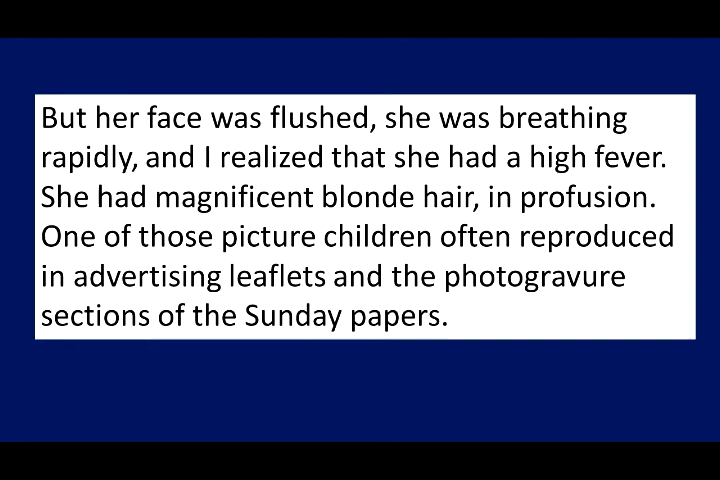 But her face was flushed, she was breathing
rapidly, and I realized that she had a high fever.
She had magnificent blonde hair, in profusion.
One of those picture children often reproduced
in advertising leaflets and the photogravure
sections of the Sunday papers.